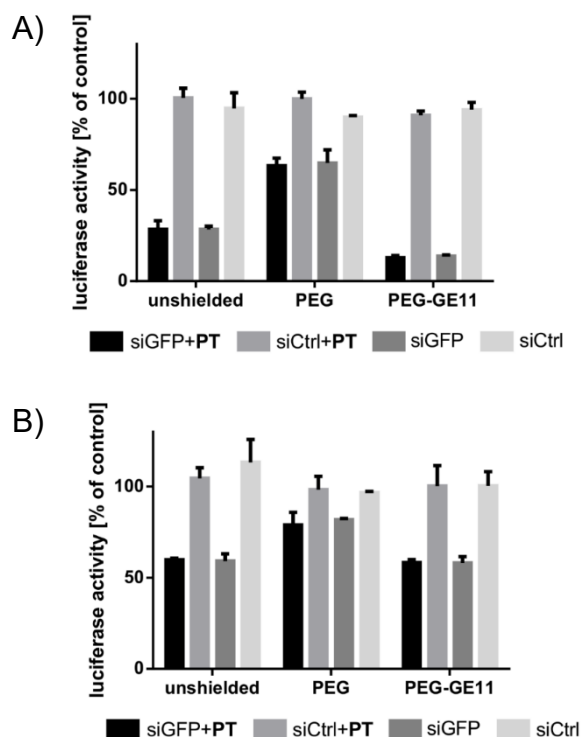 A)
luciferase activity [% of control]
100
50
0
unshielded PEG PEG-GE11
siGFP+PT siCtrl+PT siGFP siCtrl
B)
luciferase activity [% of control]
100
50
0
unshielded PEG PEG-GE11
siGFP+PT siCtrl+PT siGFP siCtrl